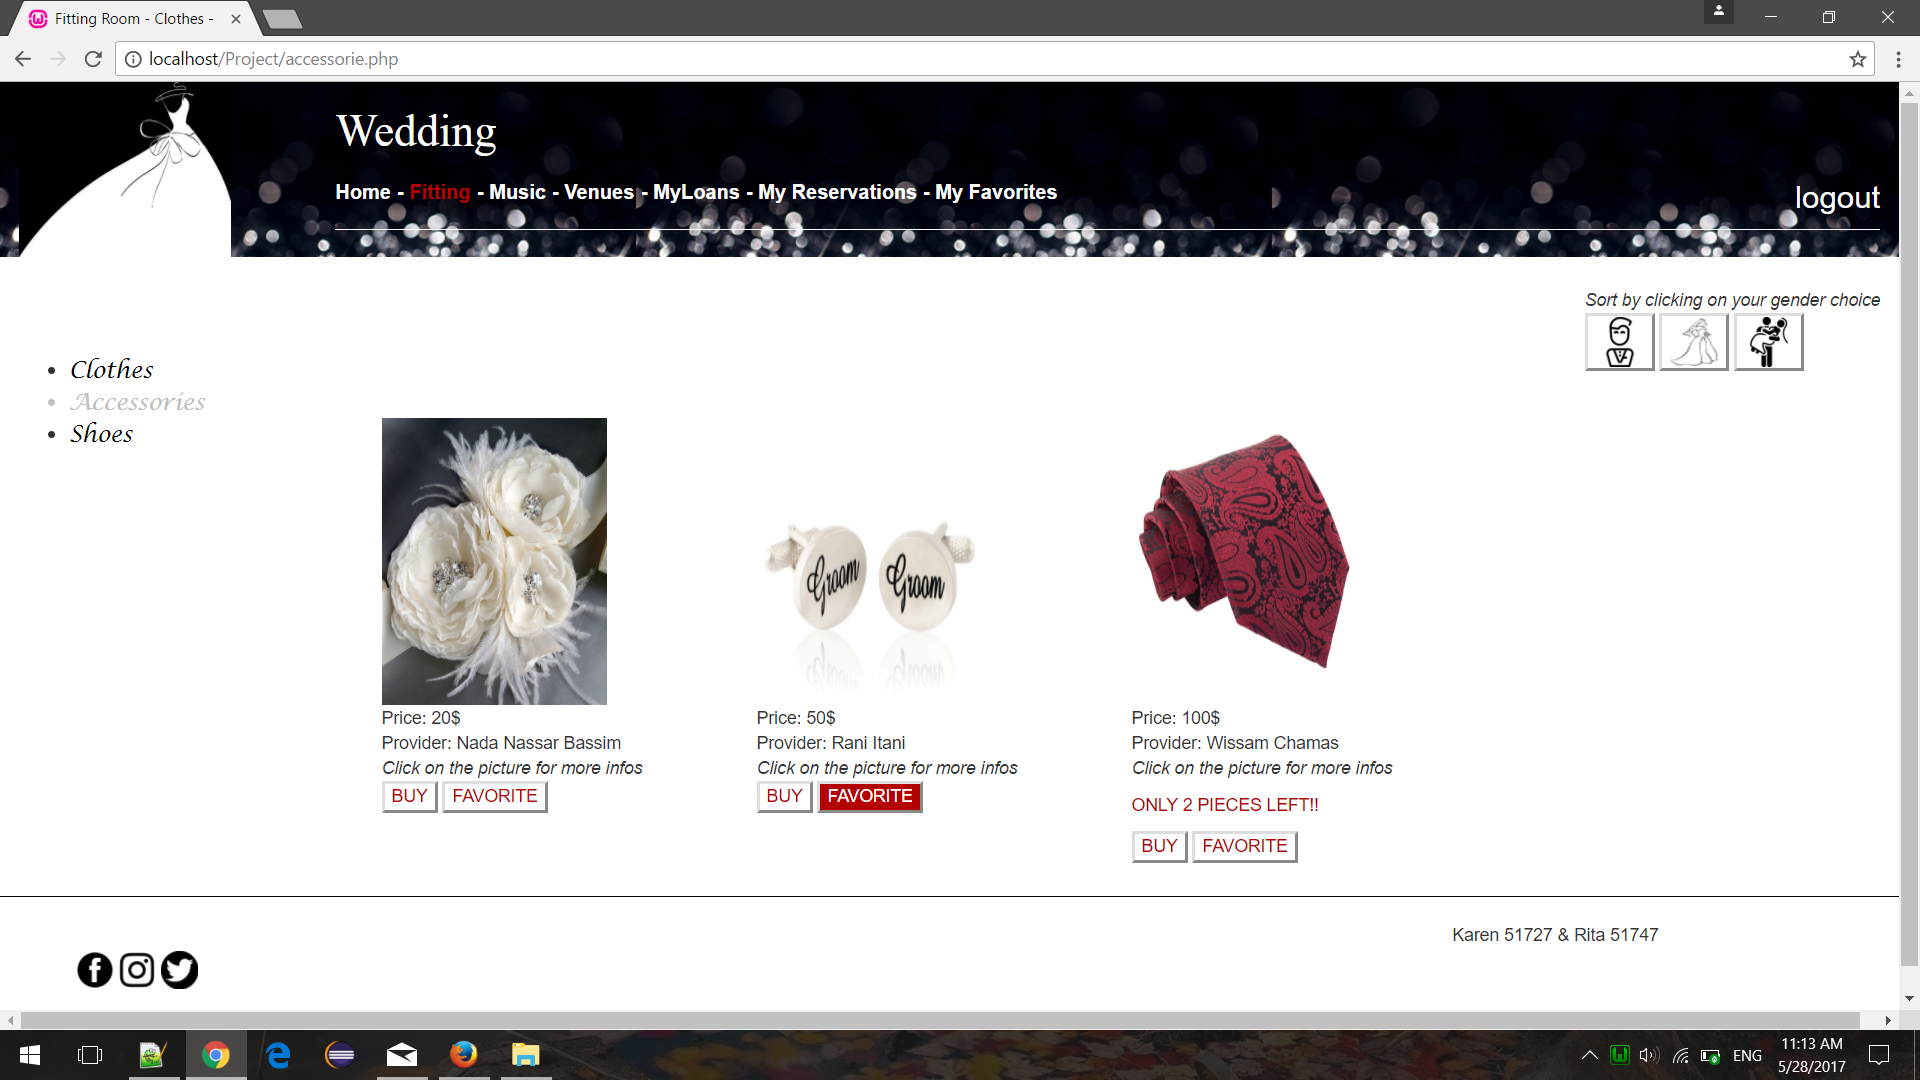 Fitting Room - Clothes -
localhost/Project/accessorie.php
Wedding
Home - Fitting - Music - Venues - MyLoans - My Reservations - My Favorites
logout
Sort by clicking on your gender choice
Clothes
Accessories
Shoes
Groom Groom
Price: 20$
Provider: Nada Nassar Bassim
Click on the picture for more infos
BUY FAVORITE
Price: 50$
Provider: Rani Itani
Click on the picture for more infos
BUY FAVORITE
Price: 100$
Provider: Wissam Chamas
Click on the picture for more infos
ONLY 2 PIECES LEFT!!
BUY FAVORITE
Karen 51727 & Rita 51747
ENG
11:13 AM
5/28/2017